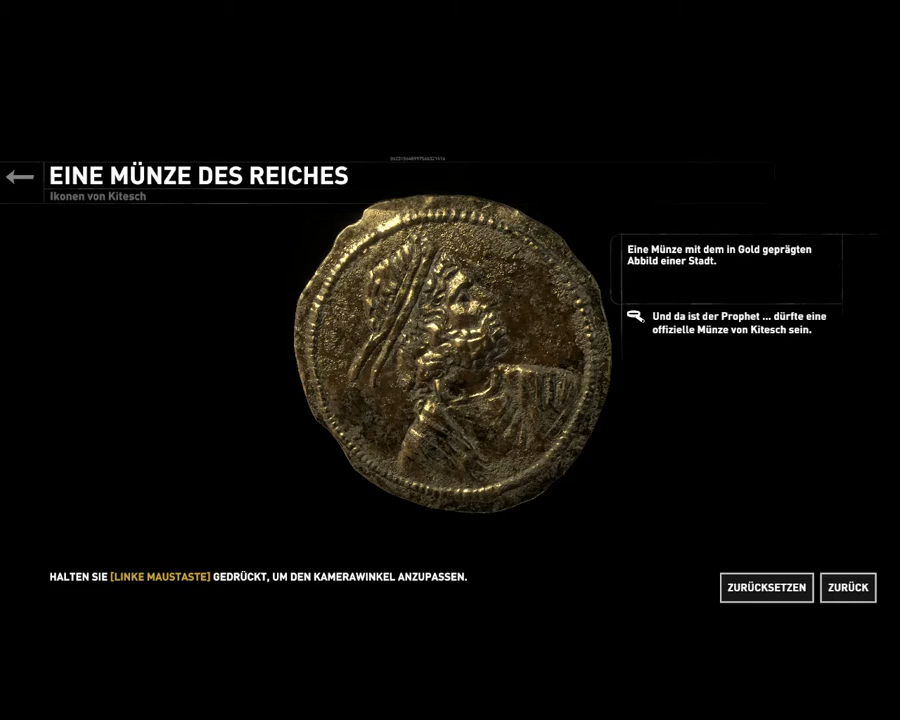 EINE MÜNZE DES REICHES
Ikonen von Kitesch
Eine Münze mit dem in Gold geprägten
Abbild einer Stadt.
Und da ist der Prophet ... dürfte eine
offizielle Münze von Kitesch sein.
HALTEN SIE [LINKE MAUSTASTE] GEDRÜCKT, UM DEN KAMERAWINKEL ANZUPASSEN.
ZURÜCKSETZEN
ZURÜCK